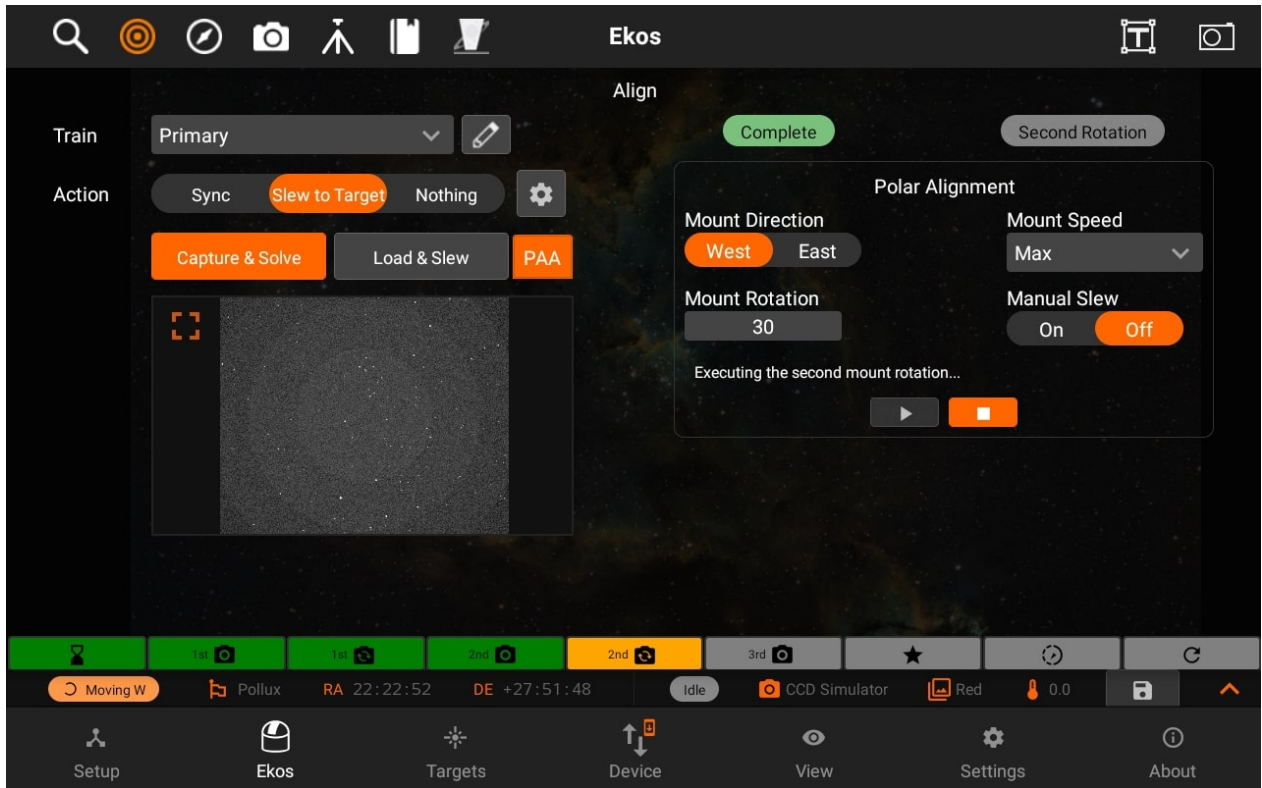 Ekos
Align
Train Primary Complete Second Rotation
Action Sync Slew to Target Nothing Polar Alignment
Mount Direction Mount Speed
West East Max
Capture & Solve Load & Slew PAA
Mount Rotation Manual Slew
30 On Off
Executing the second mount rotation...
1st 1st 2nd 2nd 3rd
Moving W Pollux RA 22:22:52 DE +27:51:48 Idle CCD Simulator Red 0.0
Setup Ekos Targets Device View Settings About